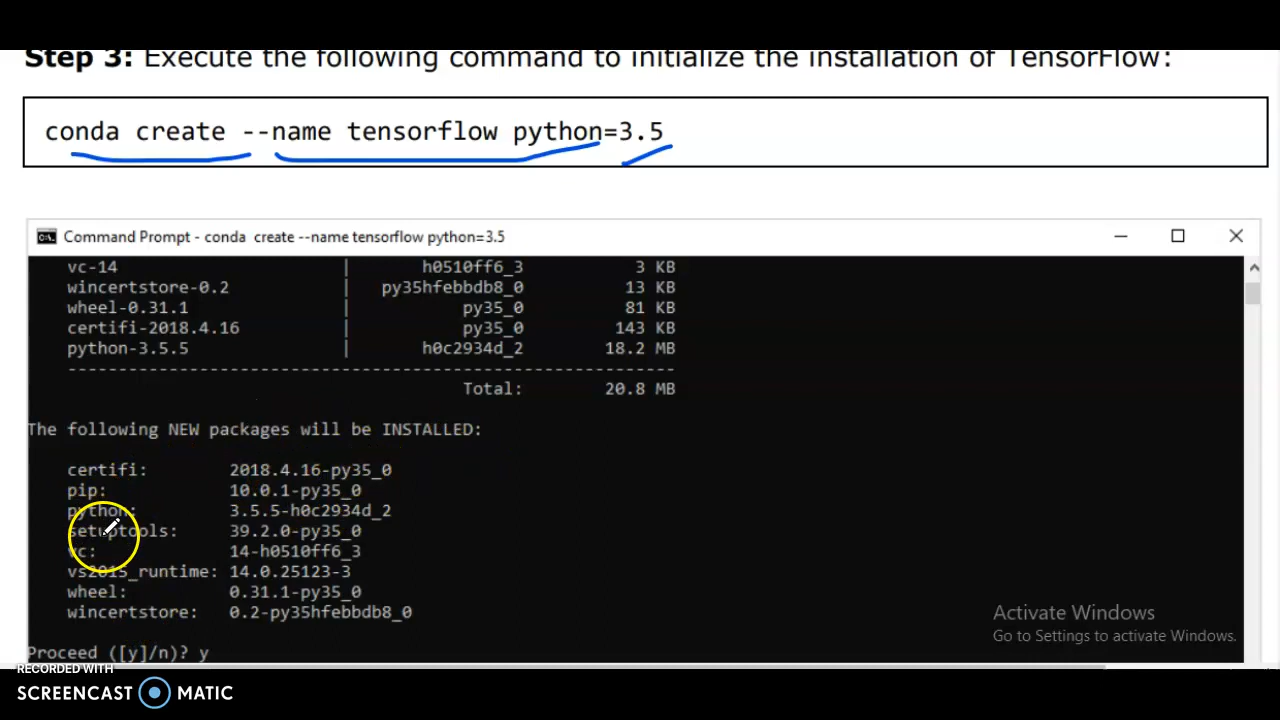 Step 3: Execute the following command to initialize the installation of TensorFlow:
conda create --name tensorflow python=3.5
Command Prompt - conda  create --name tensorflow python=3.5
vc-14 | h0510ff6_3 3 KB
wincertstore-0.2 | py35hfebbdb8_0 13 KB
wheel-0.31.1 | py35_0 81 KB
certifi-2018.4.16 | py35_0 143 KB
python-3.5.5 | h0c2934d_2 18.2 MB
------------------------------------------------------------
Total: 20.8 MB
The following NEW packages will be INSTALLED:
certifi: 2018.4.16-py35_0
pip: 10.0.1-py35_0
python: 3.5.5-h0c2934d_2
setuptools: 39.2.0-py35_0
vc: 14-h0510ff6_3
vs2015_runtime: 14.0.25123-3
wheel: 0.31.1-py35_0
wincertstore: 0.2-py35hfebbdb8_0
Activate Windows
Go to Settings to activate Windows.
Proceed ([y]/n)? y
RECORDED WITH
SCREENCAST MATIC